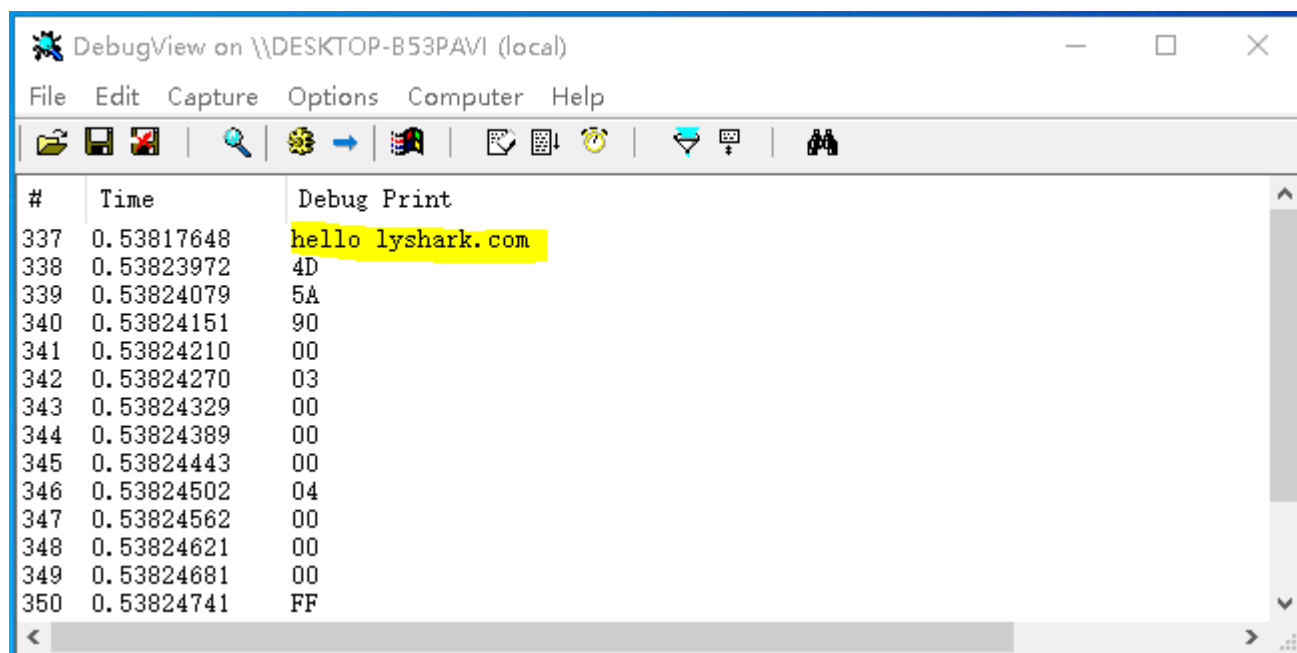 DebugView on \\DESKTOP-B53PAVI (local)
File Edit Capture Options Computer Help
# Time Debug Print
337 0.53817648 hello lyshark.com
338 0.53823972 4D
339 0.53824079 5A
340 0.53824151 90
341 0.53824210 00
342 0.53824270 03
343 0.53824329 00
344 0.53824389 00
345 0.53824443 00
346 0.53824502 04
347 0.53824562 00
348 0.53824621 00
349 0.53824681 00
350 0.53824741 FF